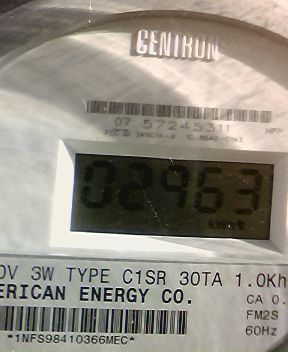 CENTRON
07 57245311
02963
0V 3W TYPE C1SR 30TA 1.0Kh
ERICAN ENERGY CO.
CA 0.
FM2S
*1NFS98410366MEC*
60Hz